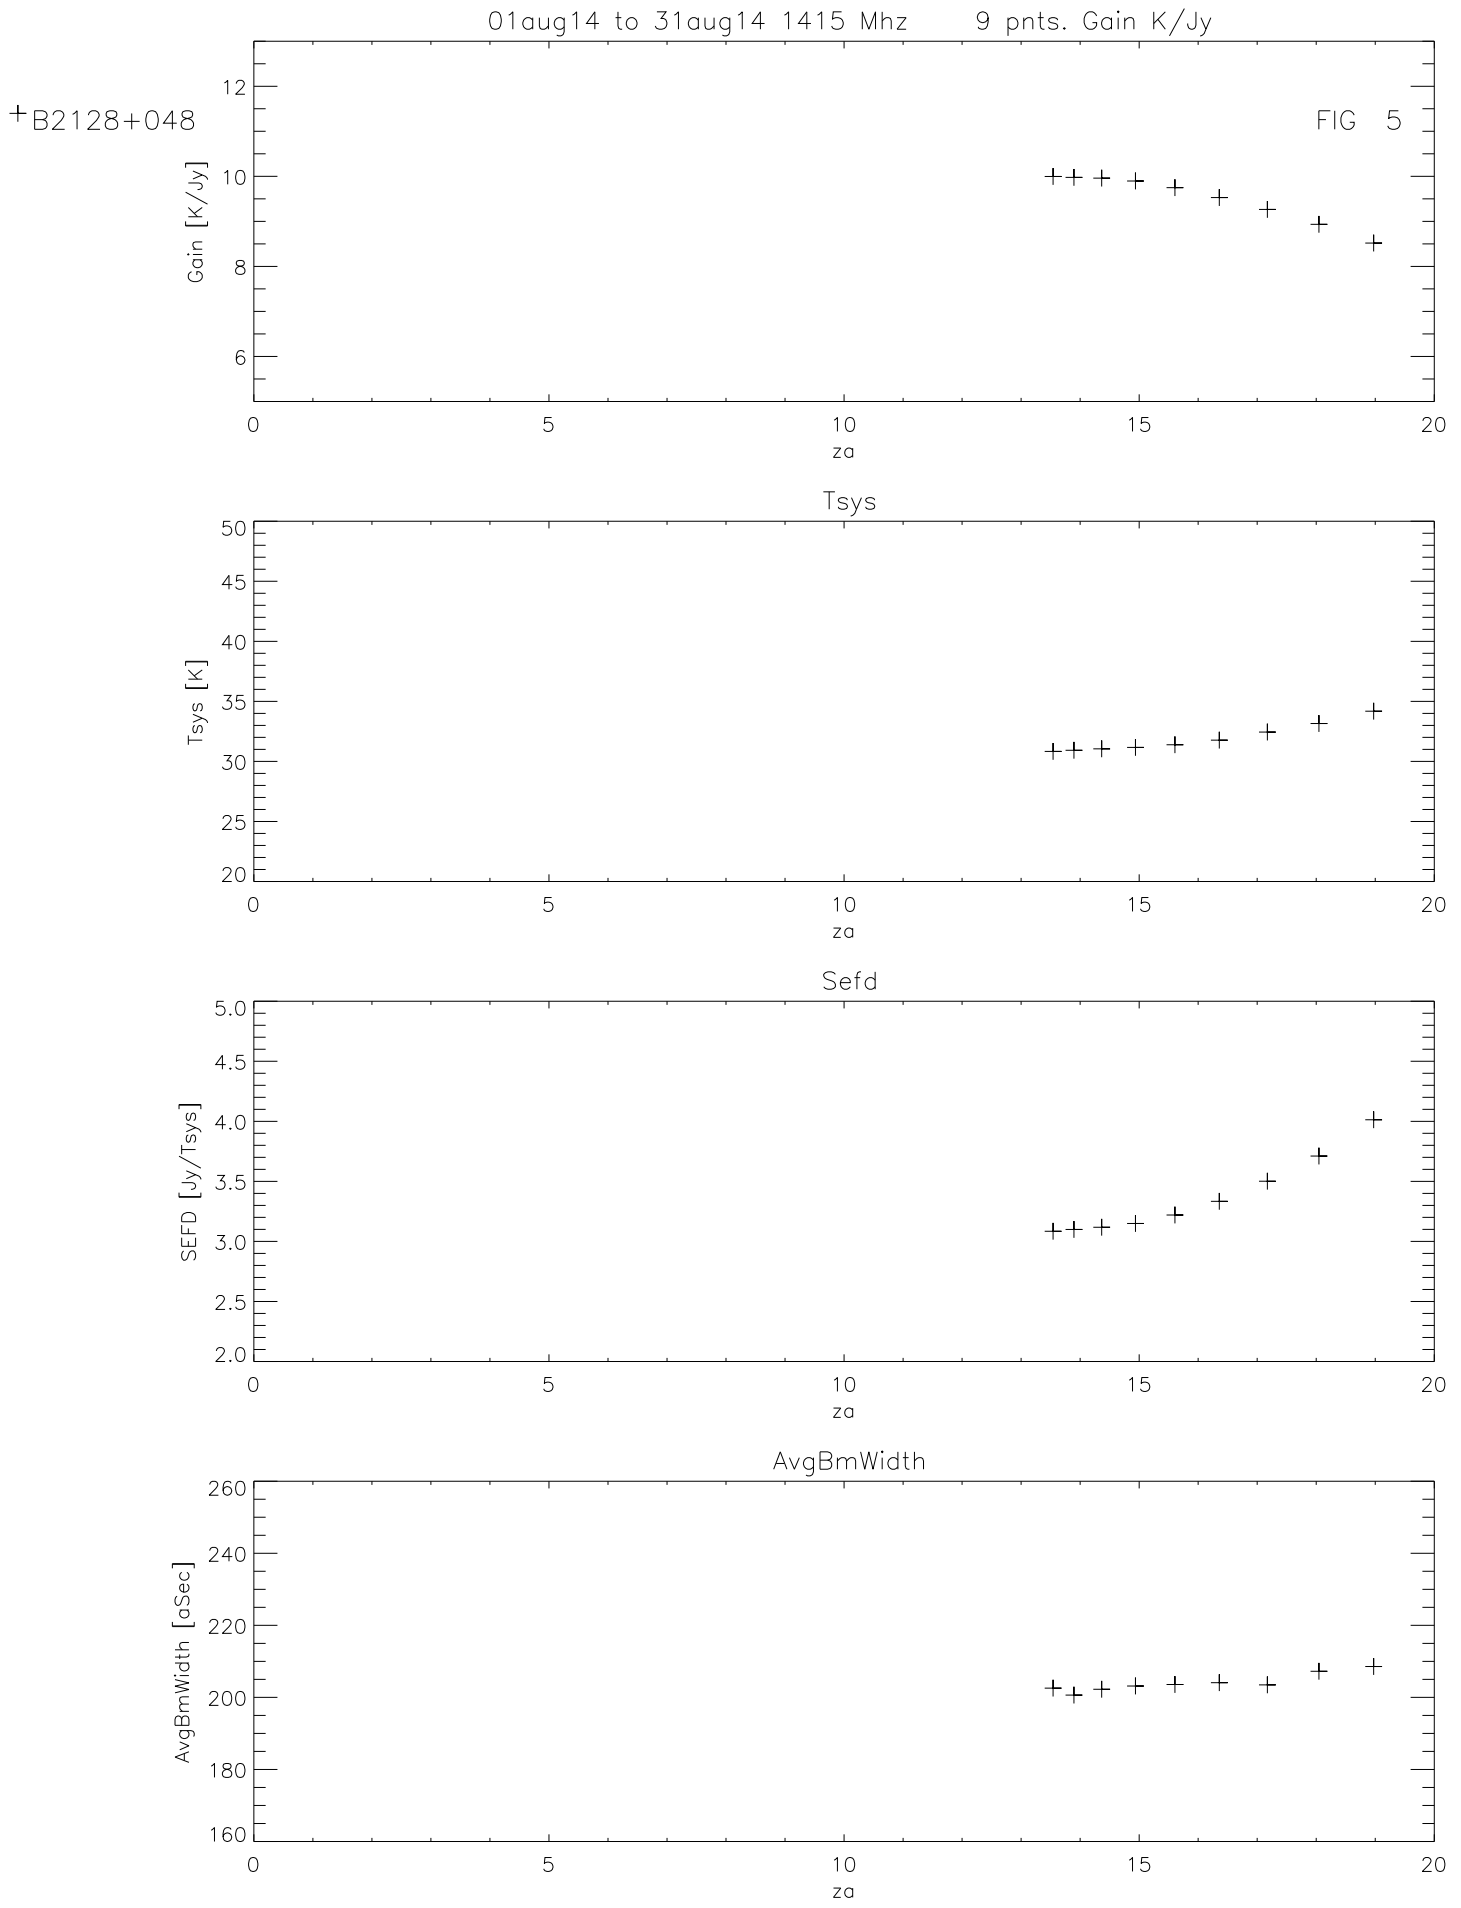 01aug14 to 31aug14 1415 Mhz 9 pnts. Gain K/Jy
+B2128+048
FIG 5
Gain [K/Jy]
12
10
8
6
0 5 10 15 20
za
Tsys
Tsys [K]
50
45
40
35
30
25
20
0 5 10 15 20
za
Sefd
SEFD [Jy/Tsys]
5.0
4.5
4.0
3.5
3.0
2.5
2.0
0 5 10 15 20
za
AvgBmWidth
AvgBmWidth [aSec]
260
240
220
200
180
160
0 5 10 15 20
za